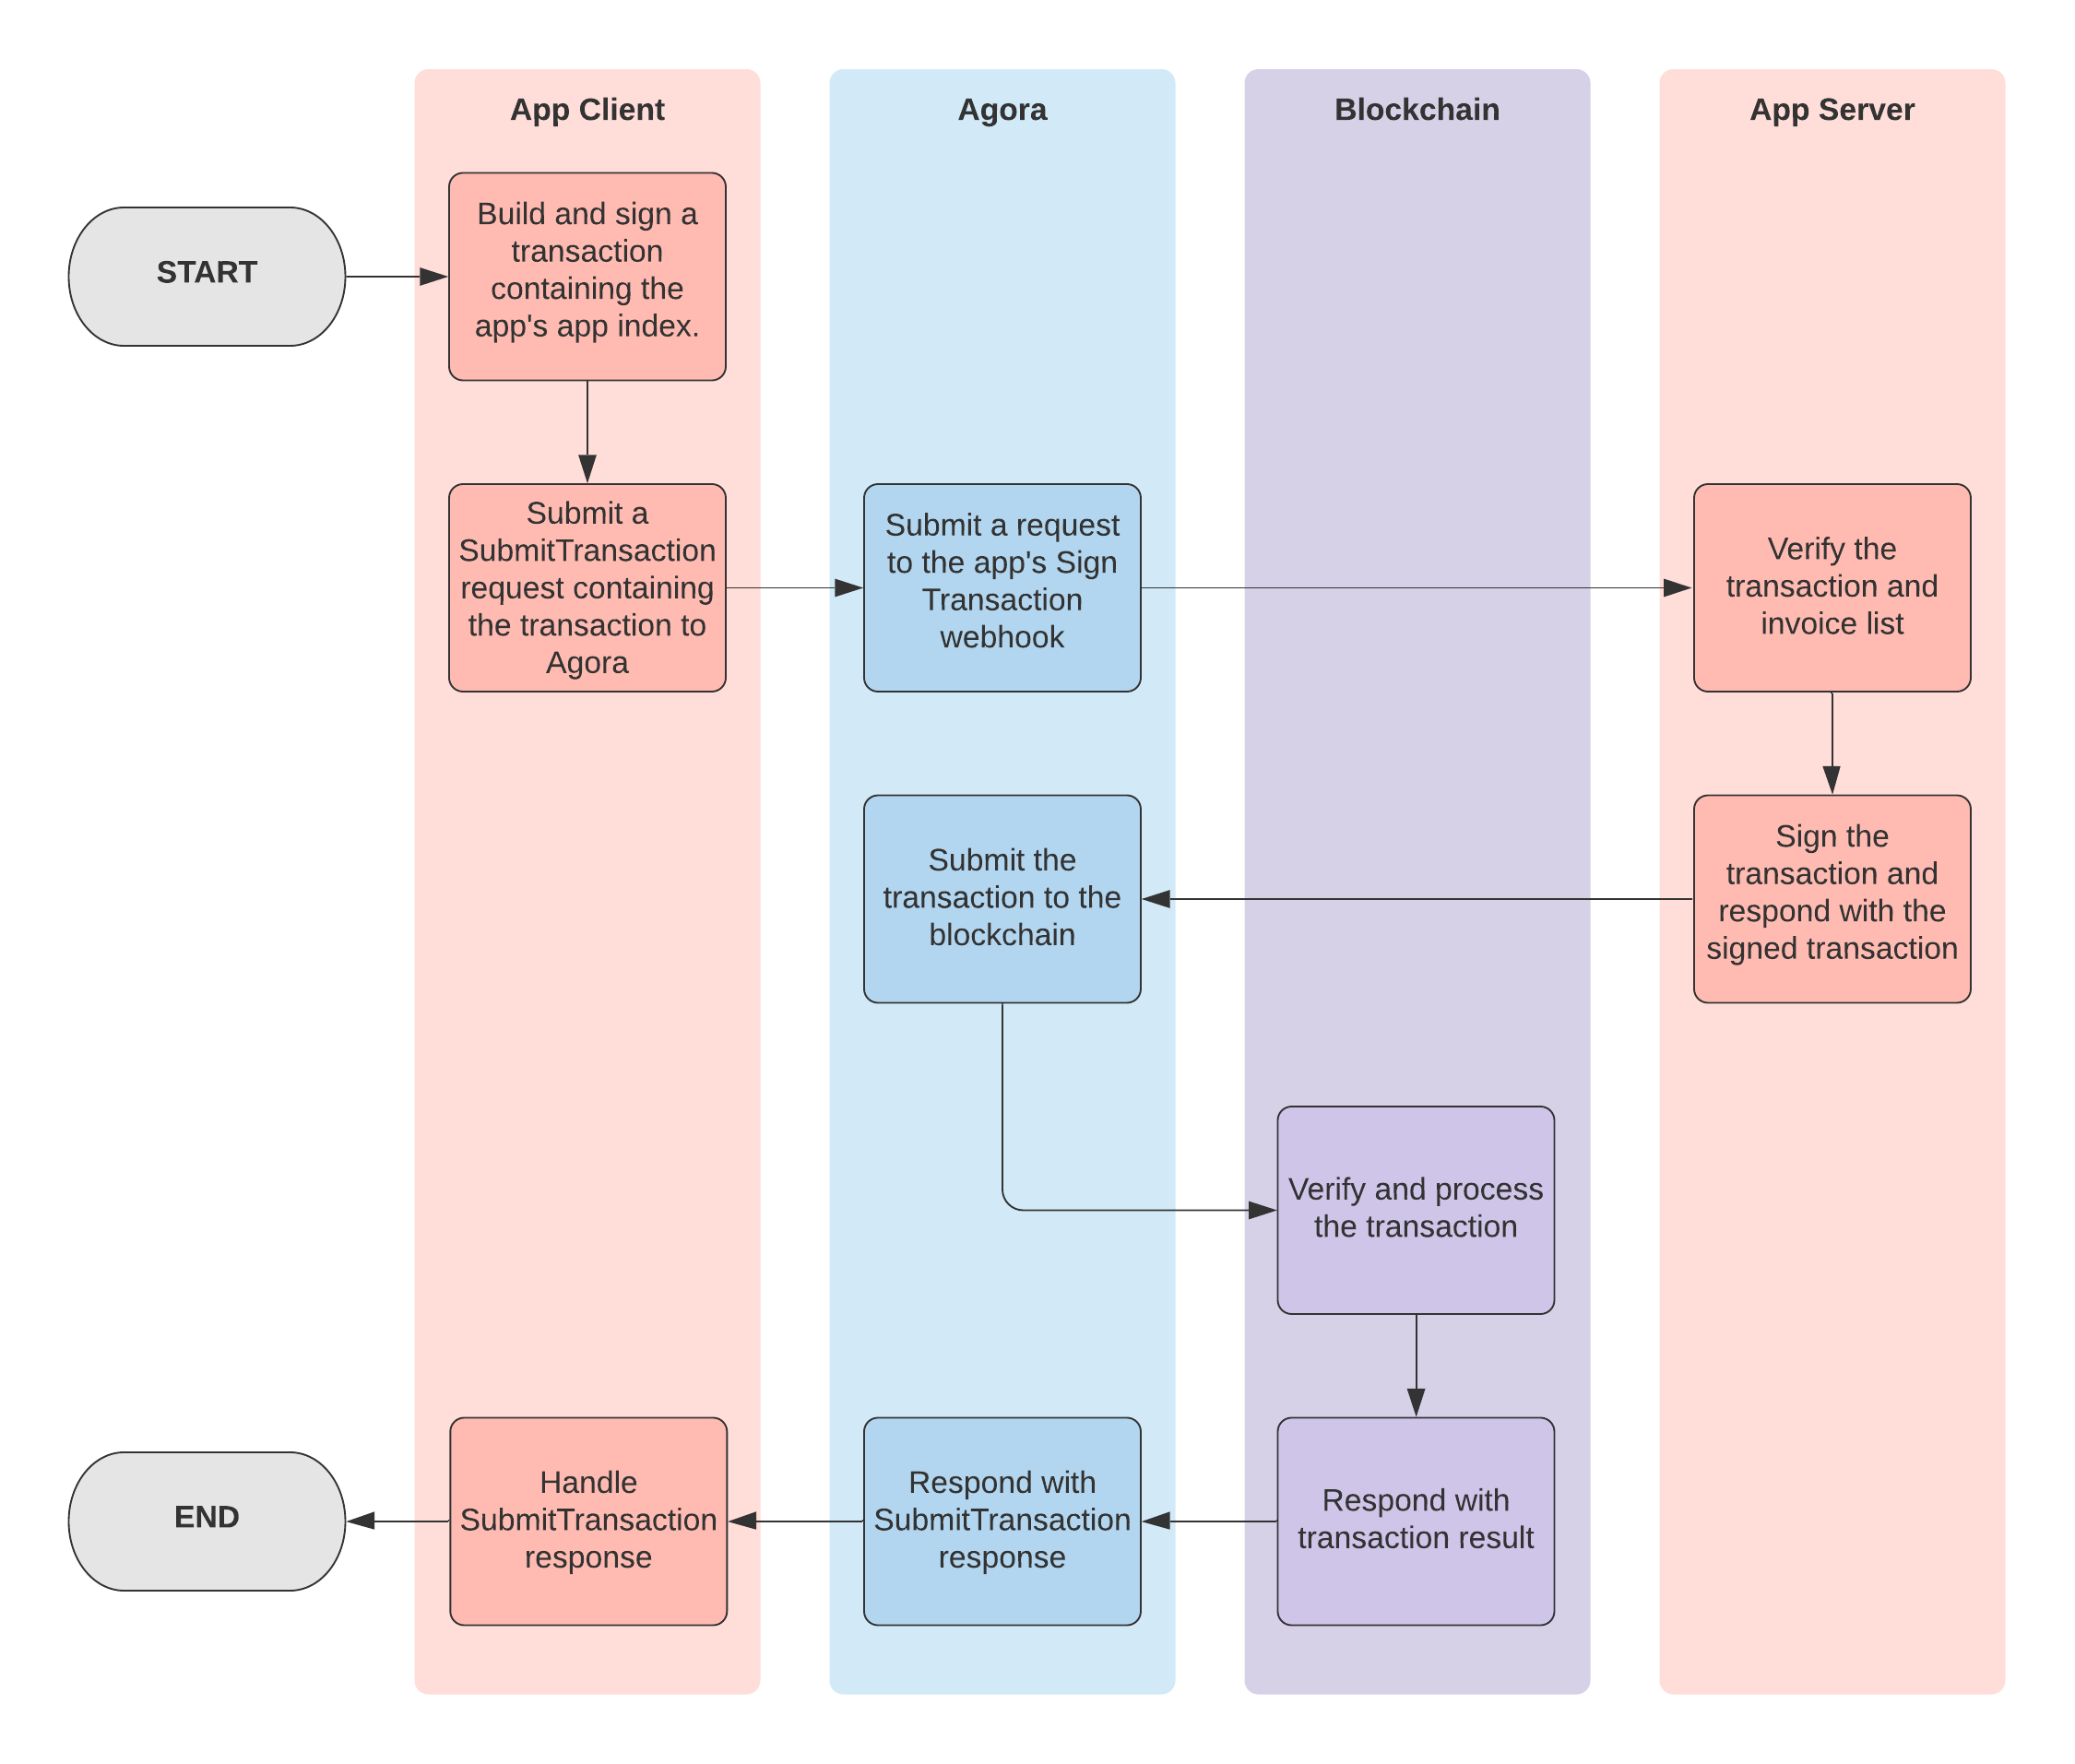 App Client
Agora
Blockchain
App Server
START
Build and sign a
transaction
containing the
app's app index.
Submit a
SubmitTransaction
request containing
the transaction to
Agora
Submit a request
to the app's Sign
Transaction
webhook
Verify the
transaction and
invoice list
Sign the
transaction and
respond with the
signed transaction
Submit the
transaction to the
blockchain
Verify and process
the transaction
Respond with
transaction result
Respond with
SubmitTransaction
response
Handle
SubmitTransaction
response
END